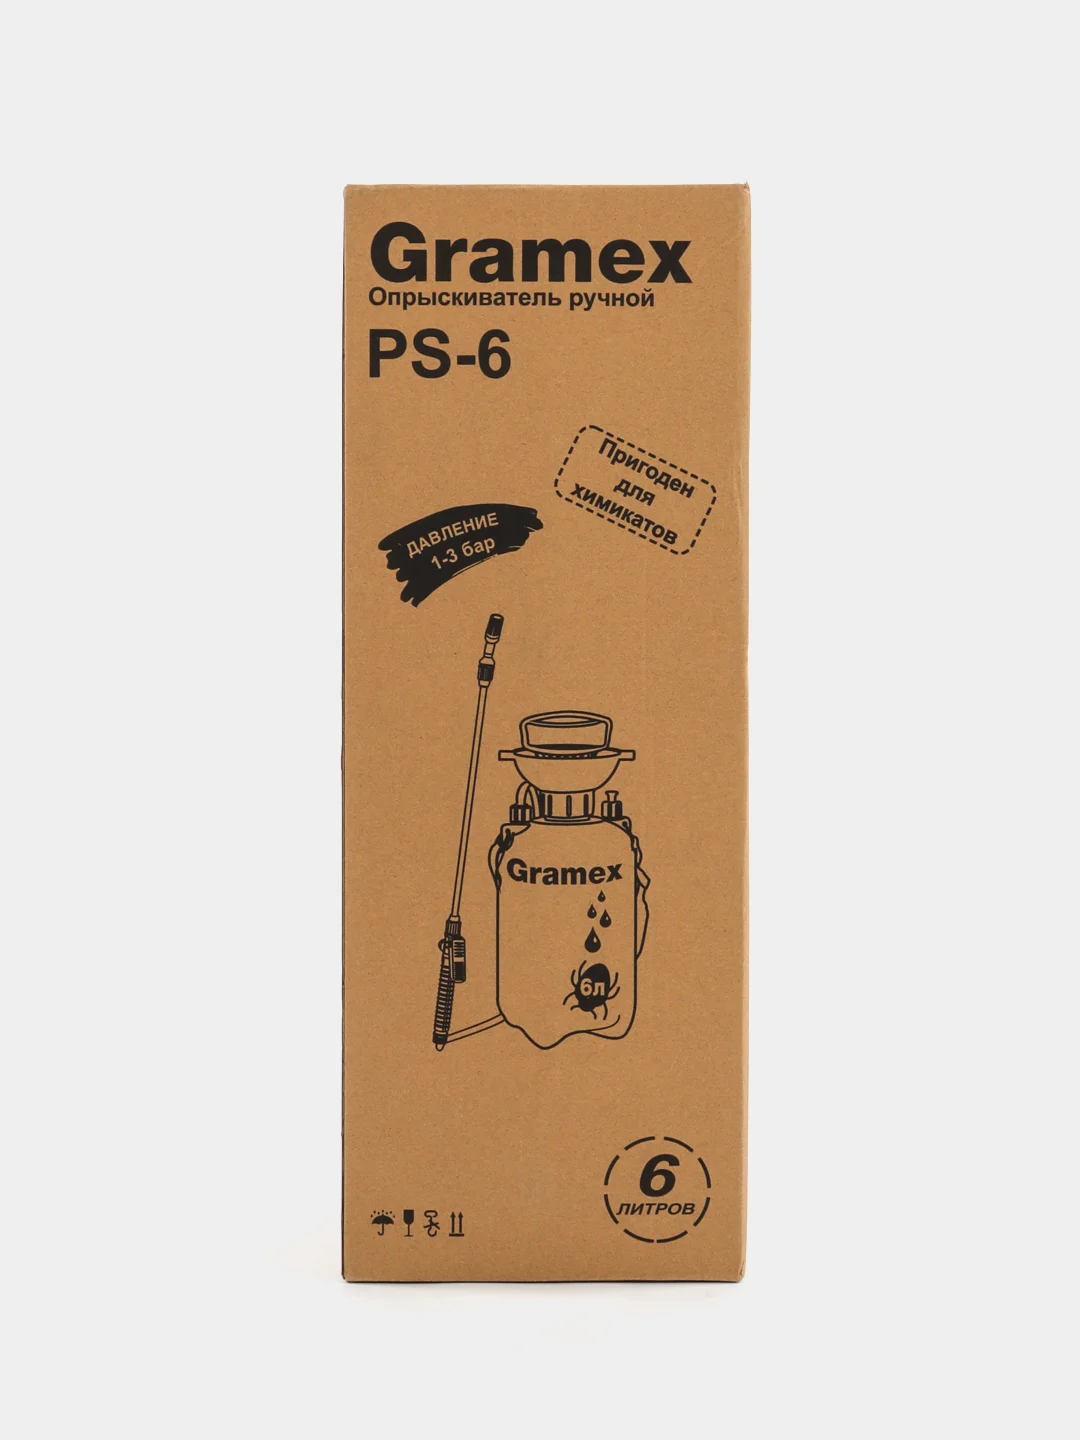 Gramex
Опрыскиватель ручной
PS-6
Пригоден
для
химикатов
ДАВЛЕНИЕ
1-3 бар
Gramex
6л
6
ЛИТРОВ